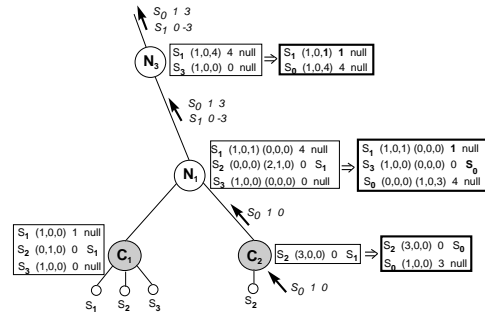 S0 1 3
S1 0 -3
N3
S1 (1,0,4) 4 null
S3 (1,0,0) 0 null
S1 (1,0,1) 1 null
S0 (1,0,4) 4 null
S0 1 3
S1 0 -3
N1
S1 (1,0,1) (0,0,0) 4 null
S2 (0,0,0) (2,1,0) 0 S1
S3 (1,0,0) (0,0,0) 0 null
S1 (1,0,1) (0,0,0) 1 null
S3 (1,0,0) (0,0,0) 0 S0
S0 (0,0,0) (1,0,3) 4 null
S0 1 0
S1 (1,0,0) 1 null
S2 (0,1,0) 0 S1
S3 (1,0,0) 0 null
C1
C2
S2 (3,0,0) 0 S1
S2 (3,0,0) 0 S0
S0 (1,0,0) 3 null
S1
S2
S3
S2
S0 1 0